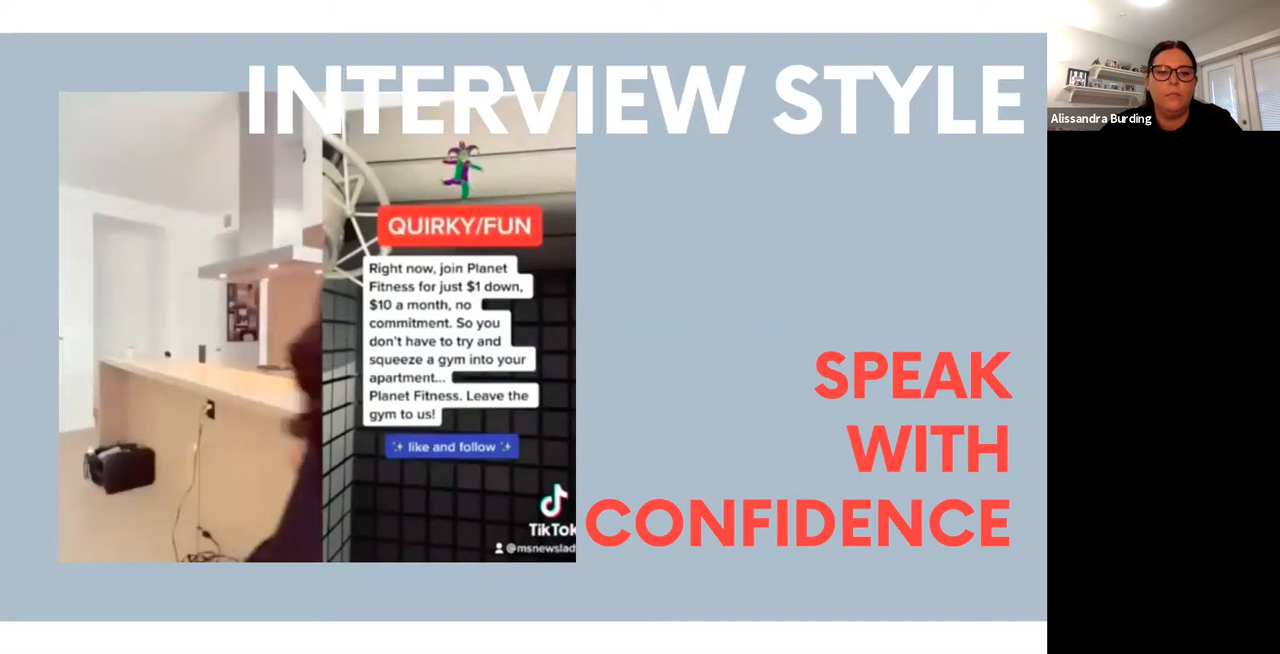 INTERVIEW STYLE
QUIRKY/FUN
Right now, join Planet
Fitness for just $1 down,
$10 a month, no
commitment. So you
don't have to try and
squeeze a gym into your
apartment...
Planet Fitness. Leave the
gym to us!
✨ like and follow ✨
TikTok
@msnewslad
SPEAK
WITH
CONFIDENCE
Alissandra Burding